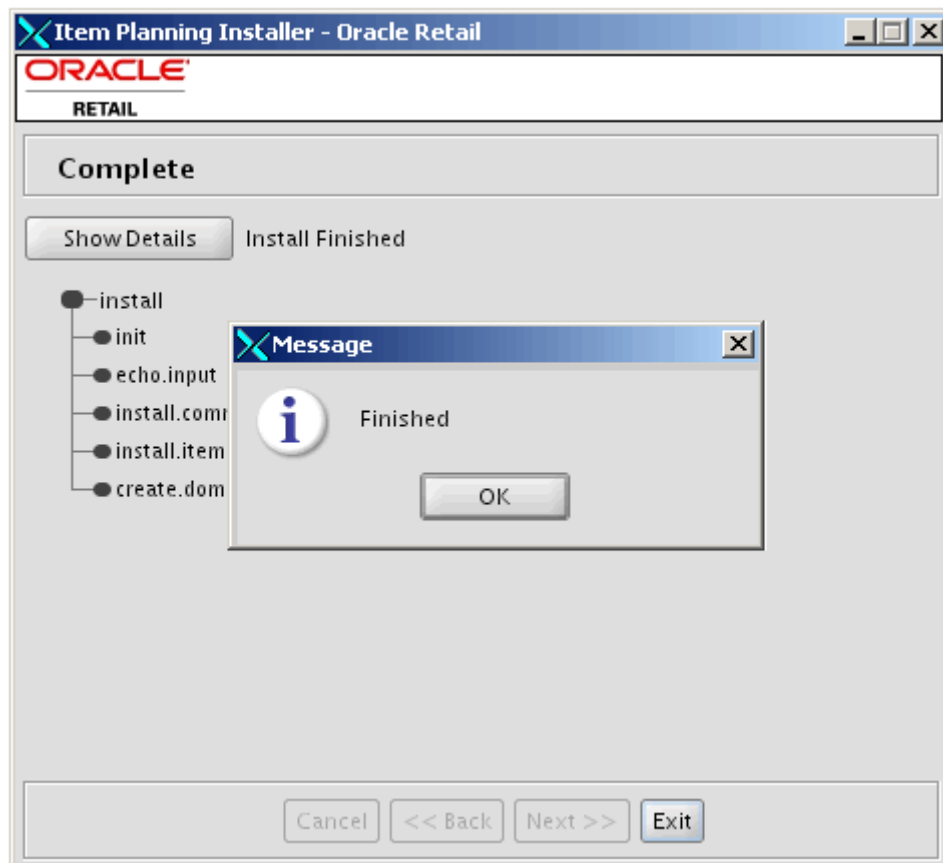 Item Planning Installer - Oracle Retail
ORACLE
RETAIL
Complete
Show Details Install Finished
install
init
echo.input
install.com
install.item
create.dom
Message
Finished
OK
Cancel << Back Next >> Exit